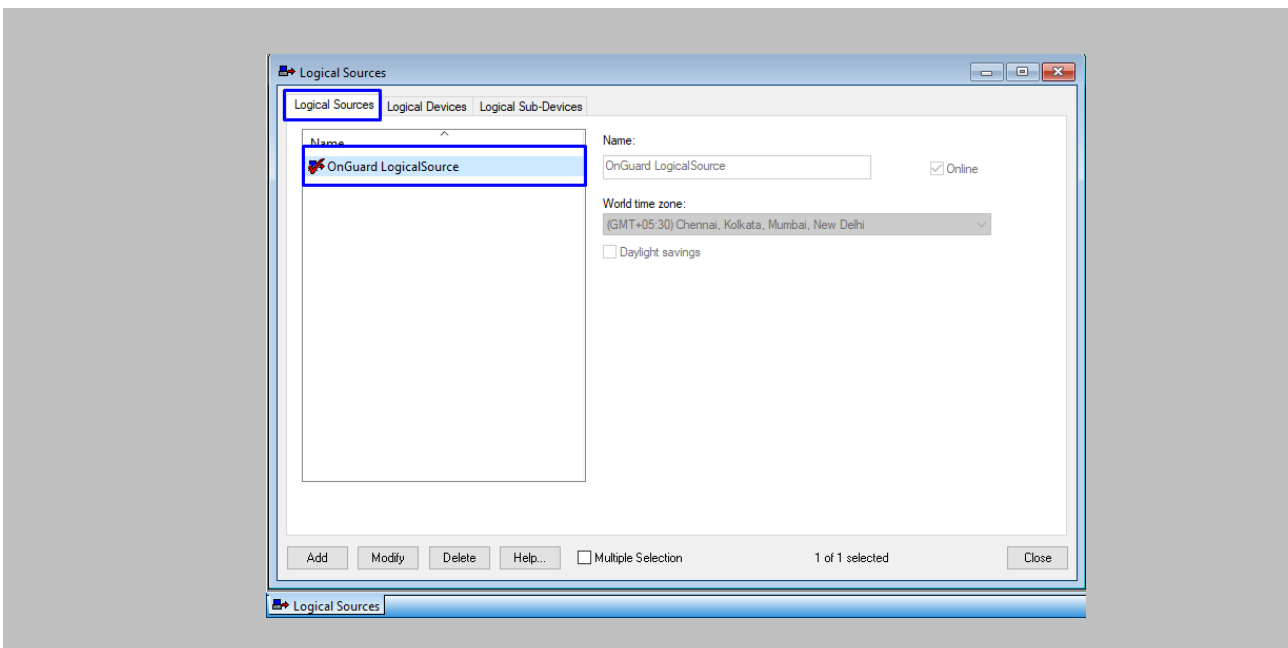 Logical Sources
Logical Sources Logical Devices Logical Sub-Devices
Name
OnGuard LogicalSource
Name:
OnGuard LogicalSource
Online
World time zone:
(GMT+05:30) Chennai, Kolkata, Mumbai, New Delhi
Daylight savings
Add Modify Delete Help... Multiple Selection 1 of 1 selected Close
Logical Sources